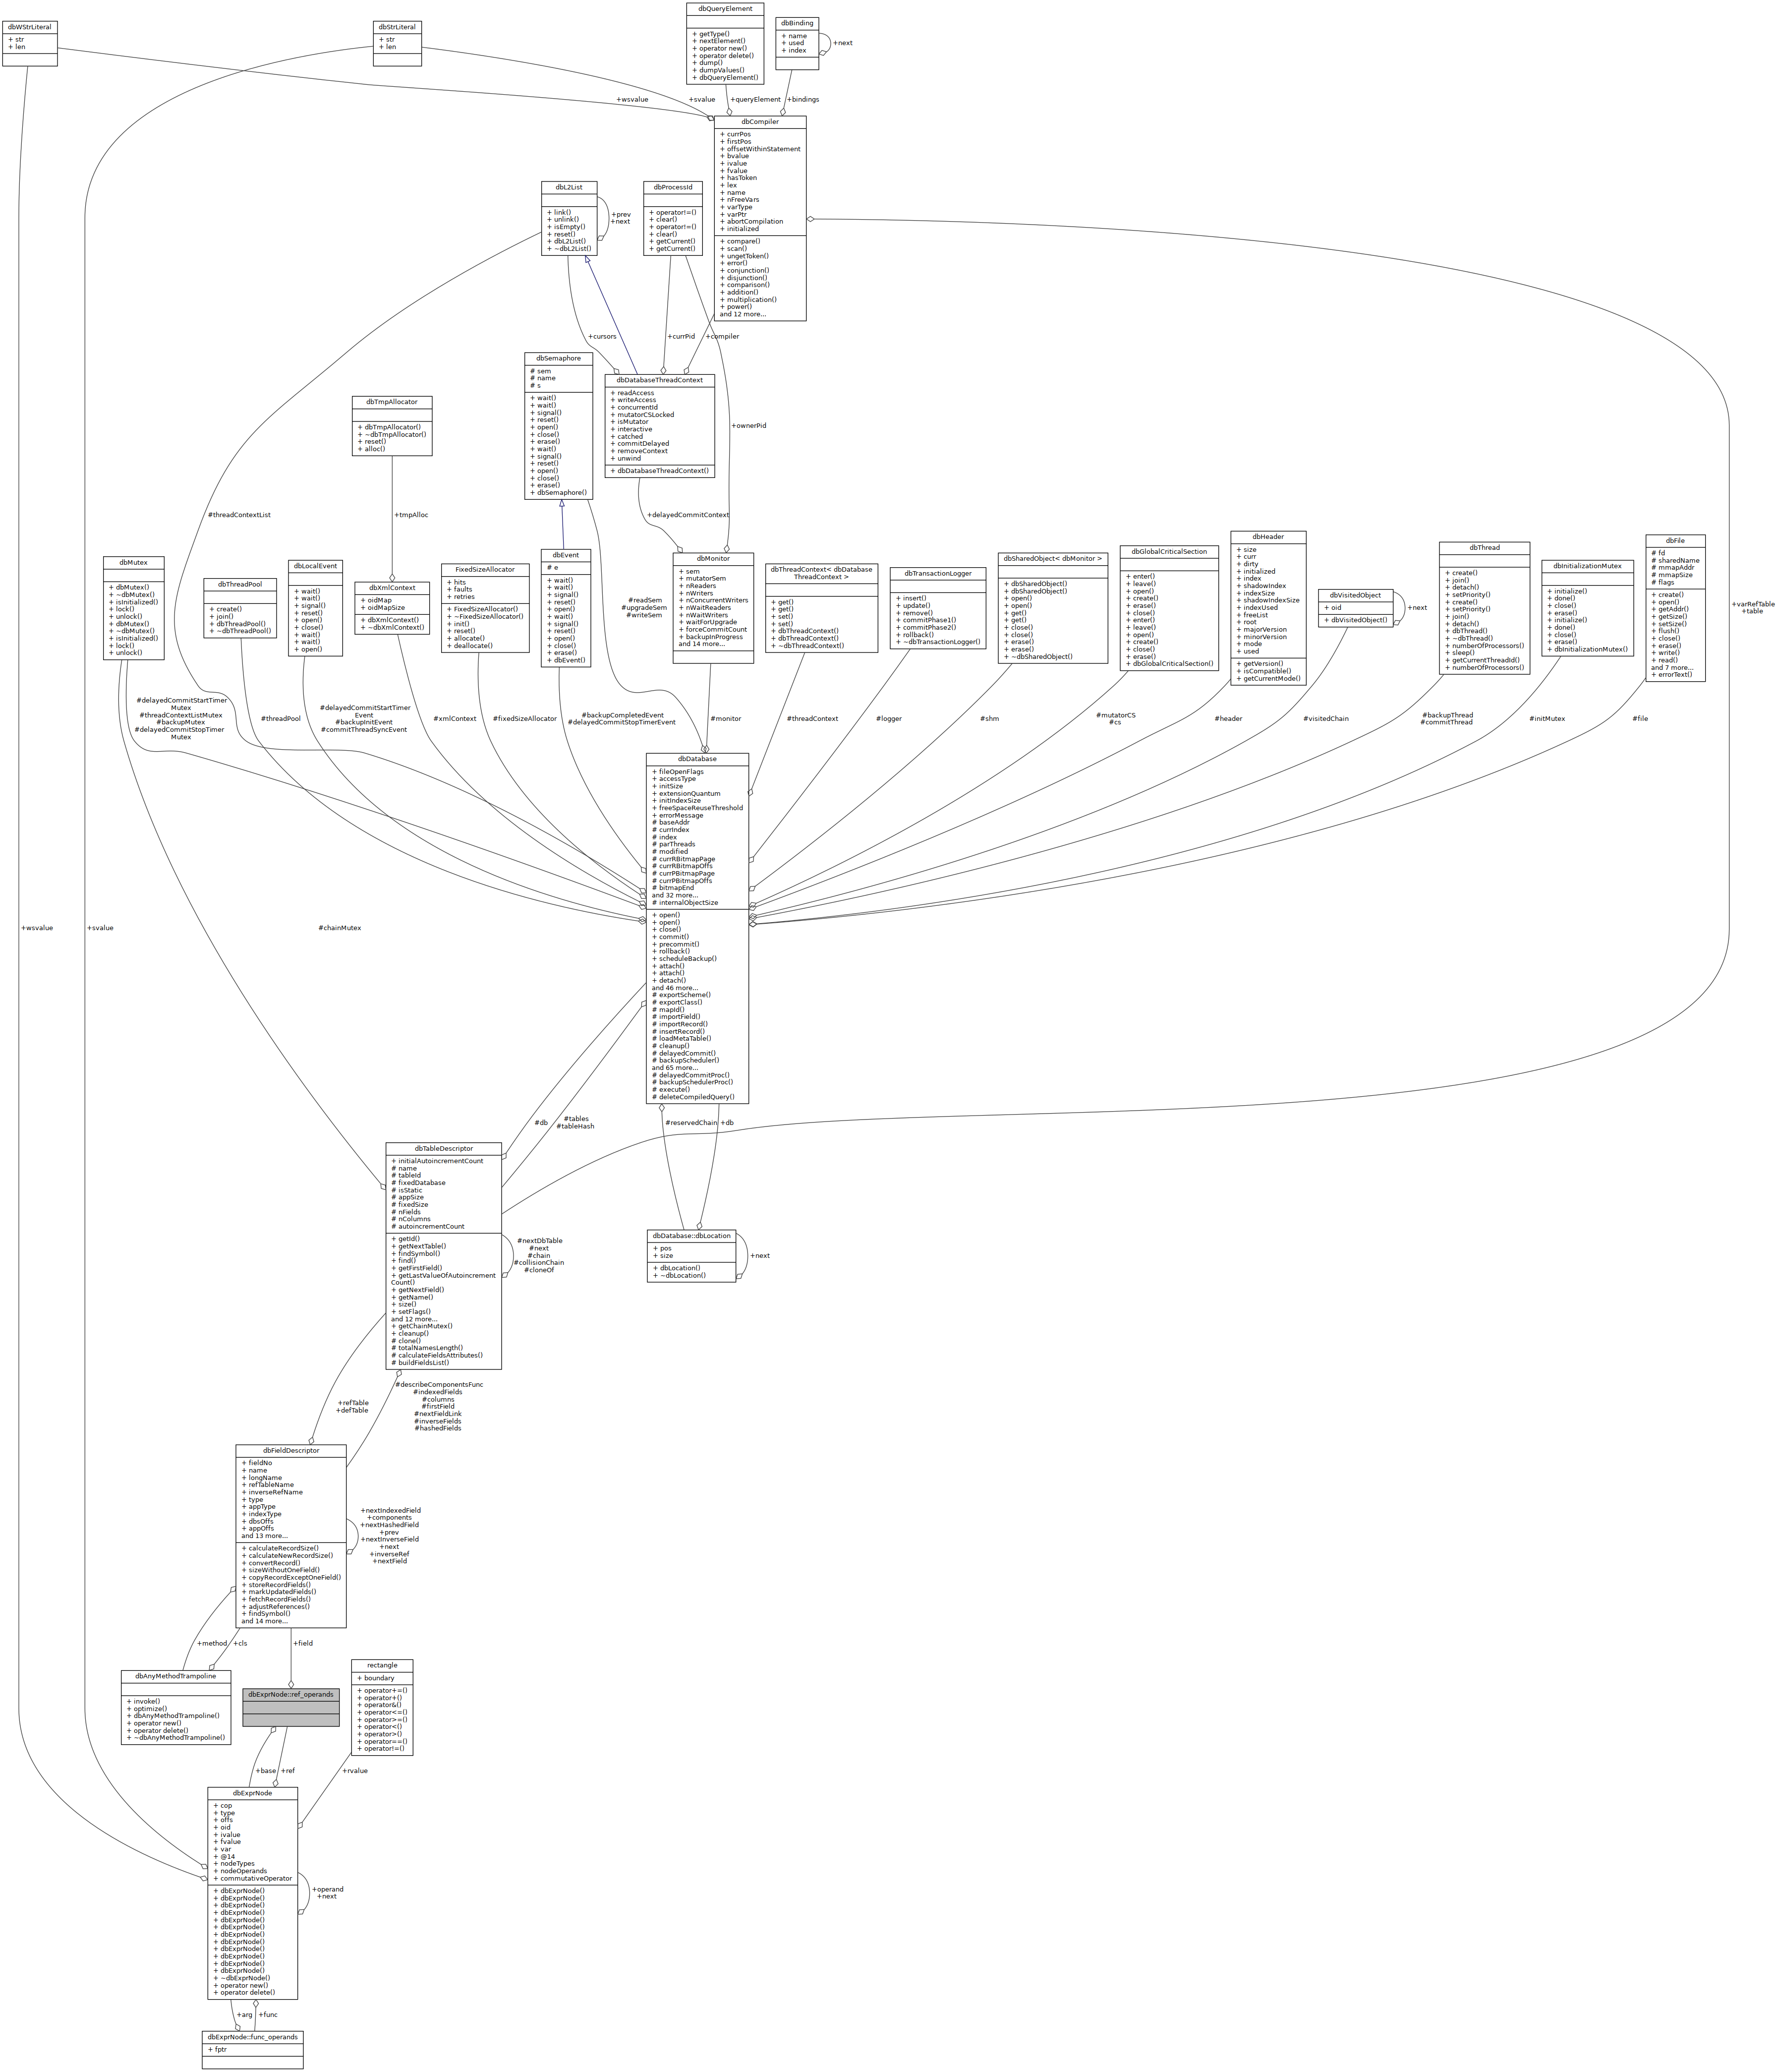 dbWStrLiteral
+ str
+ len
dbStrLiteral
+ str
+ len
dbQueryElement
+ getType()
+ nextElement()
+ operator new()
+ operator delete()
+ dump()
+ dumpValues()
+ dbQueryElement()
dbBinding
+ name
+ used
+ index
+next
+wsvalue
+svalue
+queryElement
+bindings
dbCompiler
+ currPos
+ firstPos
+ offsetWithinStatement
+ bvalue
+ ivalue
+ fvalue
+ hasToken
+ lex
+ name
+ nFreeVars
+ varType
+ varPtr
+ abortCompilation
+ initialized
+ compare()
+ scan()
+ ungetToken()
+ error()
+ conjunction()
+ disjunction()
+ comparison()
+ addition()
+ multiplication()
+ power()
and 12 more...
dbL2List
+ link()
+ unlink()
+ isEmpty()
+ reset()
+ dbL2List()
+ ~dbL2List()
+prev
+next
dbProcessId
+ operator!=()
+ clear()
+ operator!=()
+ clear()
+ getCurrent()
+ getCurrent()
+cursors
+currPid
+compiler
dbSemaphore
# sem
# name
# s
+ wait()
+ wait()
+ signal()
+ reset()
+ open()
+ close()
+ erase()
+ wait()
+ signal()
+ reset()
+ open()
+ close()
+ erase()
+ dbSemaphore()
dbDatabaseThreadContext
+ readAccess
+ writeAccess
+ concurrentId
+ mutatorCSLocked
+ isMutator
+ interactive
+ catched
+ commitDelayed
+ removeContext
+ unwind
+ dbDatabaseThreadContext()
+ownerPid
dbTmpAllocator
+ dbTmpAllocator()
+ ~dbTmpAllocator()
+ reset()
+ alloc()
#threadContextList
+tmpAlloc
+delayedCommitContext
dbMutex
+ dbMutex()
+ ~dbMutex()
+ isInitialized()
+ lock()
+ unlock()
+ dbMutex()
+ ~dbMutex()
+ isInitialized()
+ lock()
+ unlock()
dbThreadPool
+ create()
+ join()
+ dbThreadPool()
+ ~dbThreadPool()
dbLocalEvent
+ wait()
+ wait()
+ signal()
+ reset()
+ open()
+ close()
+ wait()
+ wait()
+ open()
dbXmlContext
+ oidMap
+ oidMapSize
+ dbXmlContext()
+ ~dbXmlContext()
FixedSizeAllocator
+ hits
+ faults
+ retries
+ FixedSizeAllocator()
+ ~FixedSizeAllocator()
+ init()
+ reset()
+ allocate()
+ deallocate()
dbEvent
# e
+ wait()
+ wait()
+ signal()
+ reset()
+ open()
+ wait()
+ signal()
+ reset()
+ open()
+ close()
+ erase()
+ dbEvent()
#readSem
#upgradeSem
#writeSem
dbMonitor
+ sem
+ mutatorSem
+ nReaders
+ nWriters
+ nConcurrentWriters
+ nWaitReaders
+ nWaitWriters
+ waitForUpgrade
+ forceCommitCount
+ backupInProgress
and 14 more...
dbThreadContext< dbDatabase
ThreadContext >
+ get()
+ get()
+ set()
+ set()
+ dbThreadContext()
+ dbThreadContext()
+ ~dbThreadContext()
dbTransactionLogger
+ insert()
+ update()
+ remove()
+ commitPhase1()
+ commitPhase2()
+ rollback()
+ ~dbTransactionLogger()
dbSharedObject< dbMonitor >
+ dbSharedObject()
+ dbSharedObject()
+ open()
+ open()
+ get()
+ get()
+ close()
+ close()
+ erase()
+ erase()
+ ~dbSharedObject()
dbGlobalCriticalSection
+ enter()
+ leave()
+ open()
+ create()
+ erase()
+ close()
+ enter()
+ leave()
+ open()
+ create()
+ close()
+ erase()
+ dbGlobalCriticalSection()
dbHeader
+ size
+ curr
+ dirty
+ initialized
+ index
+ shadowIndex
+ indexSize
+ shadowIndexSize
+ indexUsed
+ freeList
+ root
+ majorVersion
+ minorVersion
+ mode
+ used
+ getVersion()
+ isCompatible()
+ getCurrentMode()
dbVisitedObject
+ oid
+ dbVisitedObject()
+next
dbThread
+ create()
+ join()
+ detach()
+ setPriority()
+ create()
+ setPriority()
+ join()
+ detach()
+ dbThread()
+ ~dbThread()
+ numberOfProcessors()
+ sleep()
+ getCurrentThreadId()
+ numberOfProcessors()
dbInitializationMutex
+ initialize()
+ done()
+ close()
+ erase()
+ initialize()
+ done()
+ close()
+ erase()
+ dbInitializationMutex()
dbFile
# fd
# sharedName
# mmapAddr
# mmapSize
# flags
+ create()
+ open()
+ getAddr()
+ getSize()
+ setSize()
+ flush()
+ close()
+ erase()
+ write()
+ read()
and 7 more...
+ errorText()
+varRefTable
+table
#delayedCommitStartTimer
Mutex
#threadContextListMutex
#backupMutex
#delayedCommitStopTimer
Mutex
#threadPool
#delayedCommitStartTimer
Event
#backupInitEvent
#commitThreadSyncEvent
#xmlContext
#fixedSizeAllocator
#backupCompletedEvent
#delayedCommitStopTimerEvent
#monitor
#threadContext
#logger
#shm
#mutatorCS
#cs
#header
#visitedChain
#backupThread
#commitThread
#initMutex
#file
dbDatabase
+ fileOpenFlags
+ accessType
+ initSize
+ extensionQuantum
+ initIndexSize
+ freeSpaceReuseThreshold
+ errorMessage
# baseAddr
# currIndex
# index
# parThreads
# modified
# currRBitmapPage
# currRBitmapOffs
# currPBitmapPage
# currPBitmapOffs
# bitmapEnd
and 32 more...
# internalObjectSize
+ open()
+ open()
+ close()
+ commit()
+ precommit()
+ rollback()
+ scheduleBackup()
+ attach()
+ attach()
+ detach()
and 46 more...
# exportScheme()
# exportClass()
# mapId()
# importField()
# importRecord()
# insertRecord()
# loadMetaTable()
# cleanup()
# delayedCommit()
# backupScheduler()
and 65 more...
# delayedCommitProc()
# backupSchedulerProc()
# execute()
# deleteCompiledQuery()
+wsvalue
+svalue
#chainMutex
#db
#tables
#tableHash
#reservedChain
+db
dbTableDescriptor
+ initialAutoincrementCount
# name
# tableId
# fixedDatabase
# isStatic
# appSize
# fixedSize
# nFields
# nColumns
# autoincrementCount
+ getId()
+ getNextTable()
+ findSymbol()
+ find()
+ getFirstField()
+ getLastValueOfAutoincrement
Count()
+ getNextField()
+ getName()
+ size()
+ setFlags()
and 12 more...
+ getChainMutex()
+ cleanup()
# clone()
# totalNamesLength()
# calculateFieldsAttributes()
# buildFieldsList()
#nextDbTable
#next
#chain
#collisionChain
#cloneOf
dbDatabase::dbLocation
+ pos
+ size
+ dbLocation()
+ ~dbLocation()
+next
+refTable
+defTable
#describeComponentsFunc
#indexedFields
#columns
#firstField
#nextFieldLink
#inverseFields
#hashedFields
dbFieldDescriptor
+ fieldNo
+ name
+ longName
+ refTableName
+ inverseRefName
+ type
+ appType
+ indexType
+ dbsOffs
+ appOffs
and 13 more...
+ calculateRecordSize()
+ calculateNewRecordSize()
+ convertRecord()
+ sizeWithoutOneField()
+ copyRecordExceptOneField()
+ storeRecordFields()
+ markUpdatedFields()
+ fetchRecordFields()
+ adjustReferences()
+ findSymbol()
and 14 more...
+nextIndexedField
+components
+nextHashedField
+prev
+nextInverseField
+next
+inverseRef
+nextField
+method
+cls
+field
dbAnyMethodTrampoline
+ invoke()
+ optimize()
+ dbAnyMethodTrampoline()
+ operator new()
+ operator delete()
+ ~dbAnyMethodTrampoline()
dbExprNode::ref_operands
rectangle
+ boundary
+ operator+=()
+ operator+()
+ operator&()
+ operator<=()
+ operator>=()
+ operator<()
+ operator>()
+ operator==()
+ operator!=()
+base
+ref
+rvalue
dbExprNode
+ cop
+ type
+ offs
+ oid
+ ivalue
+ fvalue
+ var
+ @14
+ nodeTypes
+ nodeOperands
+ commutativeOperator
+ dbExprNode()
+ dbExprNode()
+ dbExprNode()
+ dbExprNode()
+ dbExprNode()
+ dbExprNode()
+ dbExprNode()
+ dbExprNode()
+ dbExprNode()
+ dbExprNode()
+ dbExprNode()
+ dbExprNode()
+ ~dbExprNode()
+ operator new()
+ operator delete()
+operand
+next
+arg
+func
dbExprNode::func_operands
+ fptr